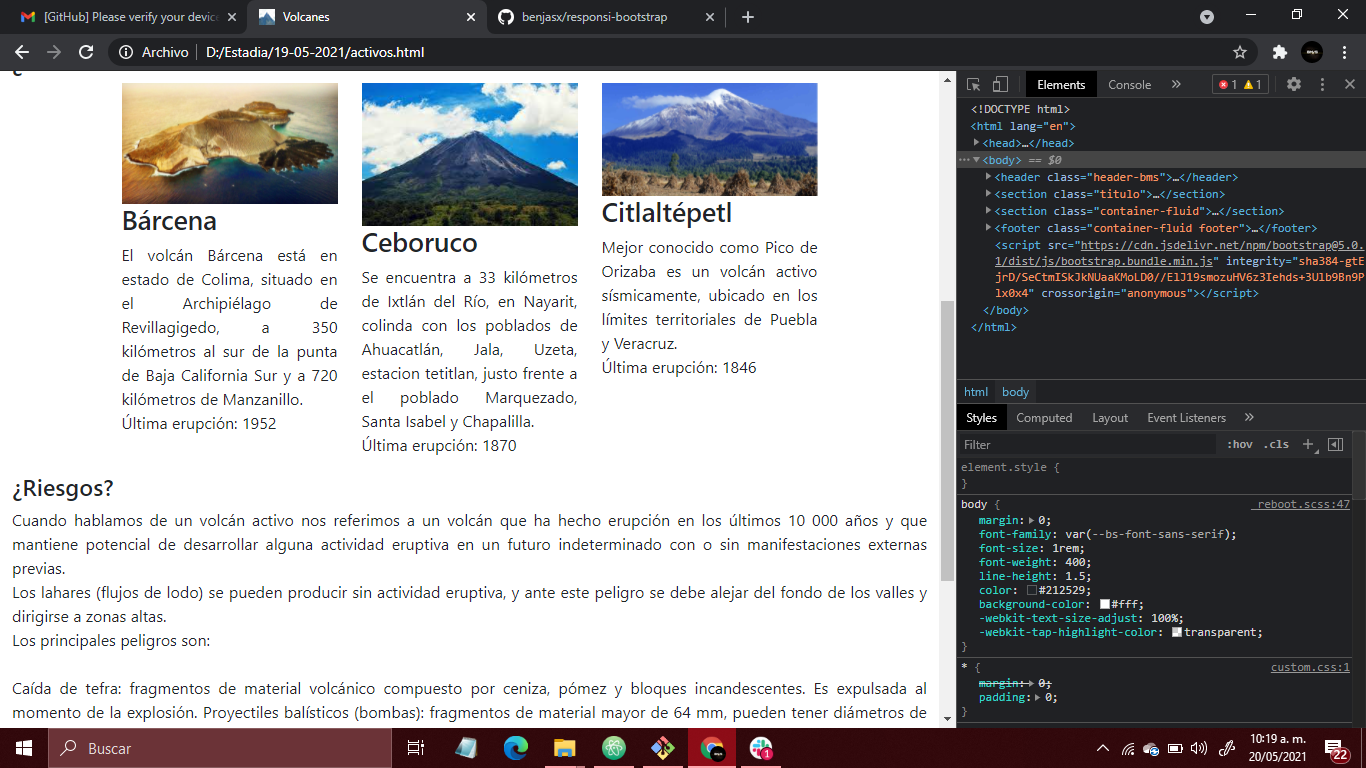 [GitHub] Please verify your device
Volcanes
benjasx/responsi-bootstrap
Archivo D:/Estadia/19-05-2021/activos.html
Bárcena
El volcán Bárcena está en
estado de Colima, situado en
el Archipiélago de
Revillagigedo, a 350
kilómetros al sur de la punta
de Baja California Sur y a 720
kilómetros de Manzanillo.
Última erupción: 1952
Ceboruco
Se encuentra a 33 kilómetros
de Ixtlán del Río, en Nayarit,
colinda con los poblados de
Ahuacatlán, Jala, Uzeta,
estacion tetitlan, justo frente a
el poblado Marquezado,
Santa Isabel y Chapalilla.
Última erupción: 1870
Citlaltépetl
Mejor conocido como Pico de
Orizaba es un volcán activo
sísmicamente, ubicado en los
límites territoriales de Puebla
y Veracruz.
Última erupción: 1846
¿Riesgos?
Cuando hablamos de un volcán activo nos referimos a un volcán que ha hecho erupción en los últimos 10 000 años y que
mantiene potencial de desarrollar alguna actividad eruptiva en un futuro indeterminado con o sin manifestaciones externas
previas.
Los lahares (flujos de lodo) se pueden producir sin actividad eruptiva, y ante este peligro se debe alejar del fondo de los valles y
dirigirse a zonas altas.
Los principales peligros son:
Caída de tefra: fragmentos de material volcánico compuesto por ceniza, pómez y bloques incandescentes. Es expulsada al
momento de la explosión. Proyectiles balísticos (bombas): fragmentos de material mayor de 64 mm, pueden tener diámetros de
Elements Console » 1 1
<!DOCTYPE html>
<html lang="en">
<head>…</head>
<body> == $0
<header class="header-bms">…</header>
<section class="titulo">…</section>
<section class="container-fluid">…</section>
<footer class="container-fluid footer">…</footer>
<script src="https://cdn.jsdelivr.net/npm/bootstrap@5.0.
1/dist/js/bootstrap.bundle.min.js" integrity="sha384-gtE
jrD/SeCtmISkJkNUaaKMoLD0//ElJ19smozuHV6z3Iehds+3Ulb9Bn9P
lx0x4" crossorigin="anonymous"></script>
</body>
</html>
html body
Styles Computed Layout Event Listeners »
Filter :hov .cls +
element.style {
}
body { _reboot.scss:47
margin: 0;
font-family: var(--bs-font-sans-serif);
font-size: 1rem;
font-weight: 400;
line-height: 1.5;
color: #212529;
background-color: #fff;
-webkit-text-size-adjust: 100%;
-webkit-tap-highlight-color: transparent;
}
* { custom.css:1
margin: 0;
padding: 0;
}
Buscar
1
10:19 a. m.
20/05/2021
22